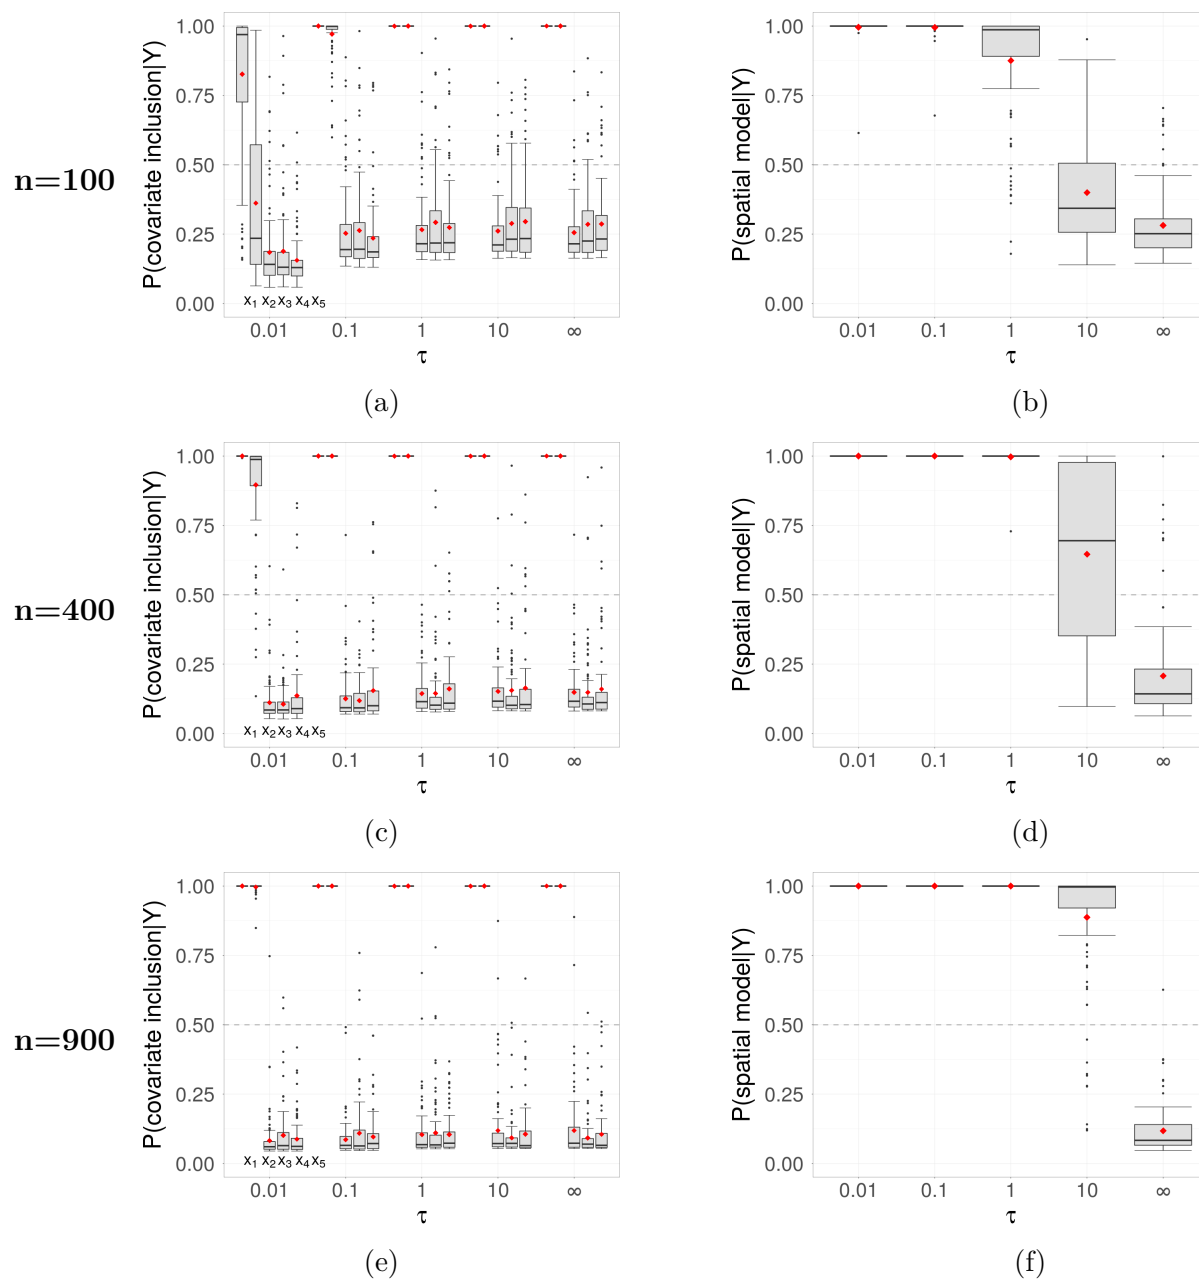 n=100
P(covariate inclusion|Y)
1.00
0.75
0.50
0.25
0.00
x1 x2 x3 x4 x5
0.01 0.1 1 10 ∞
τ
(a)
P(spatial model|Y)
1.00
0.75
0.50
0.25
0.00
0.01 0.1 1 10 ∞
τ
(b)
n=400
P(covariate inclusion|Y)
1.00
0.75
0.50
0.25
0.00
x1 x2 x3 x4 x5
0.01 0.1 1 10 ∞
τ
(c)
P(spatial model|Y)
1.00
0.75
0.50
0.25
0.00
0.01 0.1 1 10 ∞
τ
(d)
n=900
P(covariate inclusion|Y)
1.00
0.75
0.50
0.25
0.00
x1 x2 x3 x4 x5
0.01 0.1 1 10 ∞
τ
(e)
P(spatial model|Y)
1.00
0.75
0.50
0.25
0.00
0.01 0.1 1 10 ∞
τ
(f)